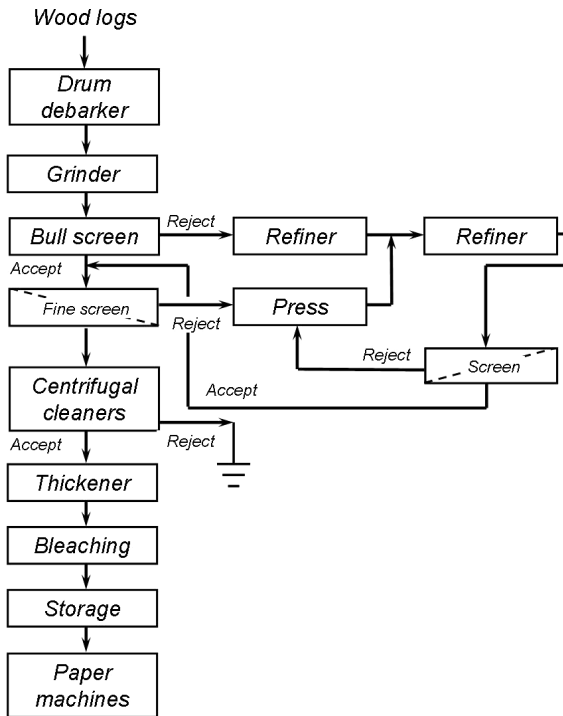 Wood logs
Drum
debarker
Grinder
Bull screen
Reject
Refiner
Refiner
Accept
Fine screen
Reject
Press
Reject
Screen
Accept
Centrifugal
cleaners
Accept
Reject
Thickener
Bleaching
Storage
Paper
machines